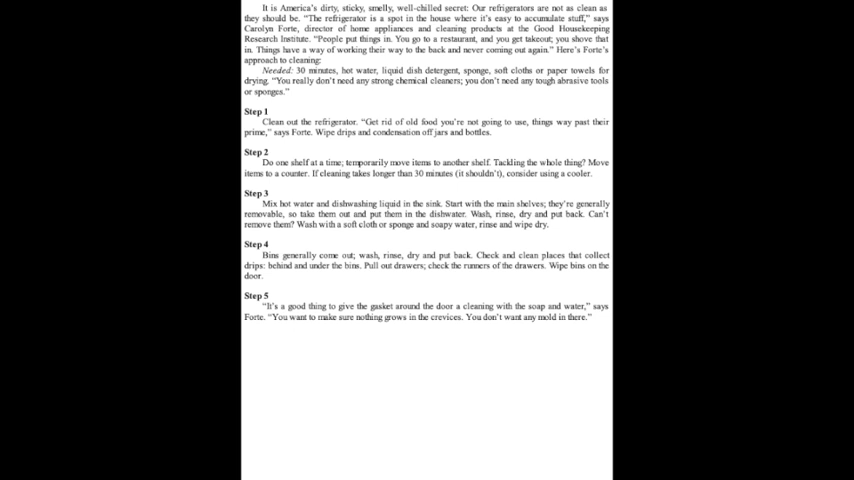 It is America's dirty, sticky, smelly, well-chilled secret: Our refrigerators are not as clean as
they should be. “The refrigerator is a spot in the house where it's easy to accumulate stuff,” says
Carolyn Forte, director of home appliances and cleaning products at the Good Housekeeping
Research Institute. “People put things in. You go to a restaurant, and you get takeout; you shove that
in. Things have a way of working their way to the back and never coming out again.” Here's Forte's
approach to cleaning:
Needed: 30 minutes, hot water, liquid dish detergent, sponge, soft cloths or paper towels for
drying. “You really don't need any strong chemical cleaners; you don't need any tough abrasive tools
or sponges.”
Step 1
Clean out the refrigerator. “Get rid of old food you're not going to use, things way past their
prime,” says Forte. Wipe drips and condensation off jars and bottles.
Step 2
Do one shelf at a time; temporarily move items to another shelf. Tackling the whole thing? Move
items to a counter. If cleaning takes longer than 30 minutes (it shouldn't), consider using a cooler.
Step 3
Mix hot water and dishwashing liquid in the sink. Start with the main shelves; they're generally
removable, so take them out and put them in the dishwater. Wash, rinse, dry and put back. Can't
remove them? Wash with a soft cloth or sponge and soapy water, rinse and wipe dry.
Step 4
Bins generally come out; wash, rinse, dry and put back. Check and clean places that collect
drips: behind and under the bins. Pull out drawers; check the runners of the drawers. Wipe bins on the
door.
Step 5
“It's a good thing to give the gasket around the door a cleaning with the soap and water,” says
Forte. “You want to make sure nothing grows in the crevices. You don't want any mold in there.”